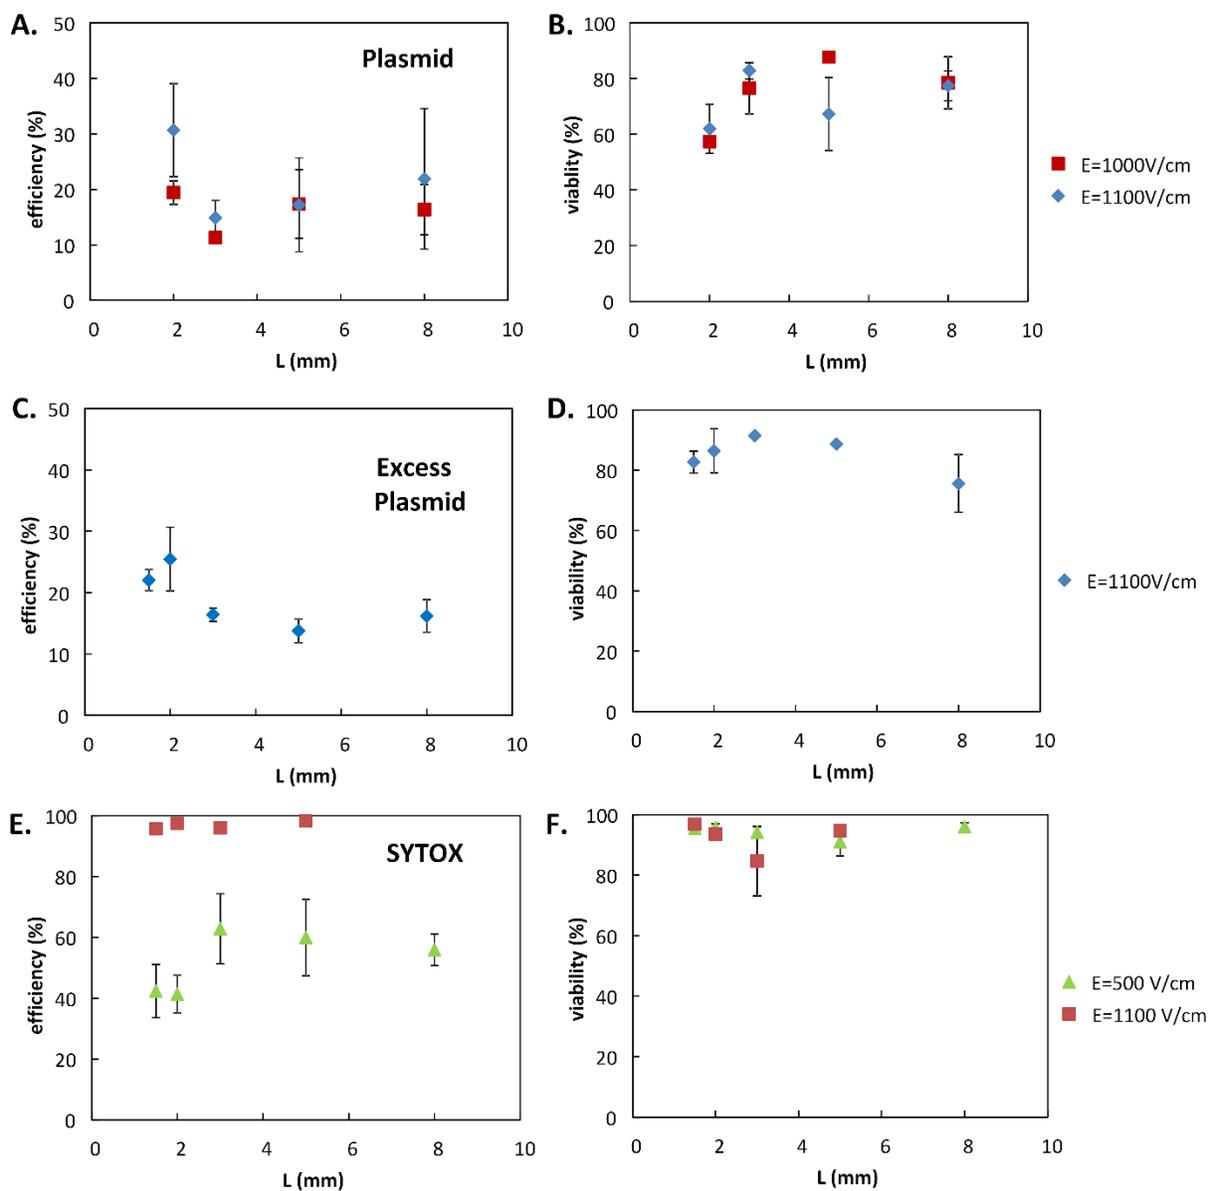 A.
50
40
30
20
10
0
efficiency (%)
Plasmid
0 2 4 6 8 10
L (mm)
B.
100
80
60
40
20
0
viablity (%)
0 2 4 6 8 10
L (mm)
E=1000V/cm
E=1100V/cm
C.
50
40
30
20
10
0
efficiency (%)
Excess
Plasmid
0 2 4 6 8 10
L (mm)
D.
100
80
60
40
20
0
viability (%)
0 2 4 6 8 10
L (mm)
E=1100V/cm
E.
100
80
60
40
20
0
efficiency (%)
SYTOX
0 2 4 6 8 10
L (mm)
F.
100
80
60
40
20
0
viability (%)
0 2 4 6 8 10
L (mm)
E=500 V/cm
E=1100 V/cm